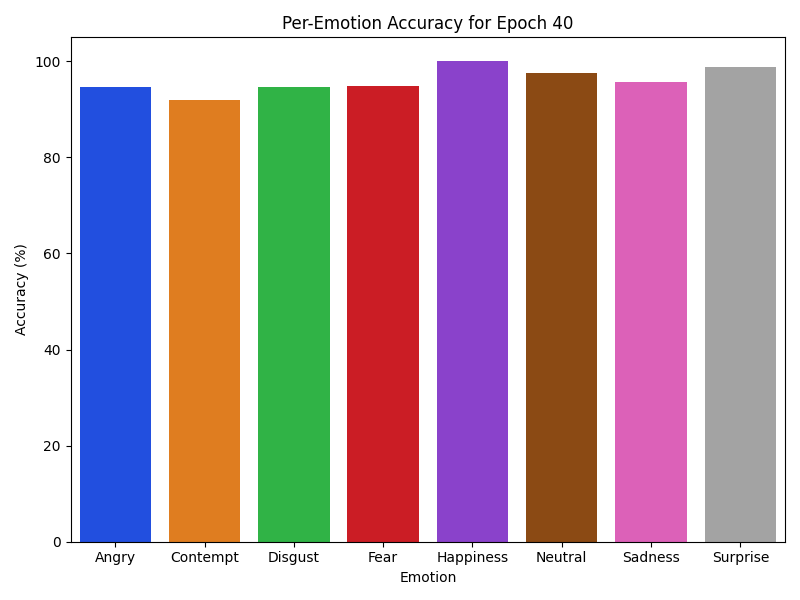 Per-Emotion Accuracy for Epoch 40
Accuracy (%)
100
80
60
40
20
0
Angry Contempt Disgust Fear Happiness Neutral Sadness Surprise
Emotion